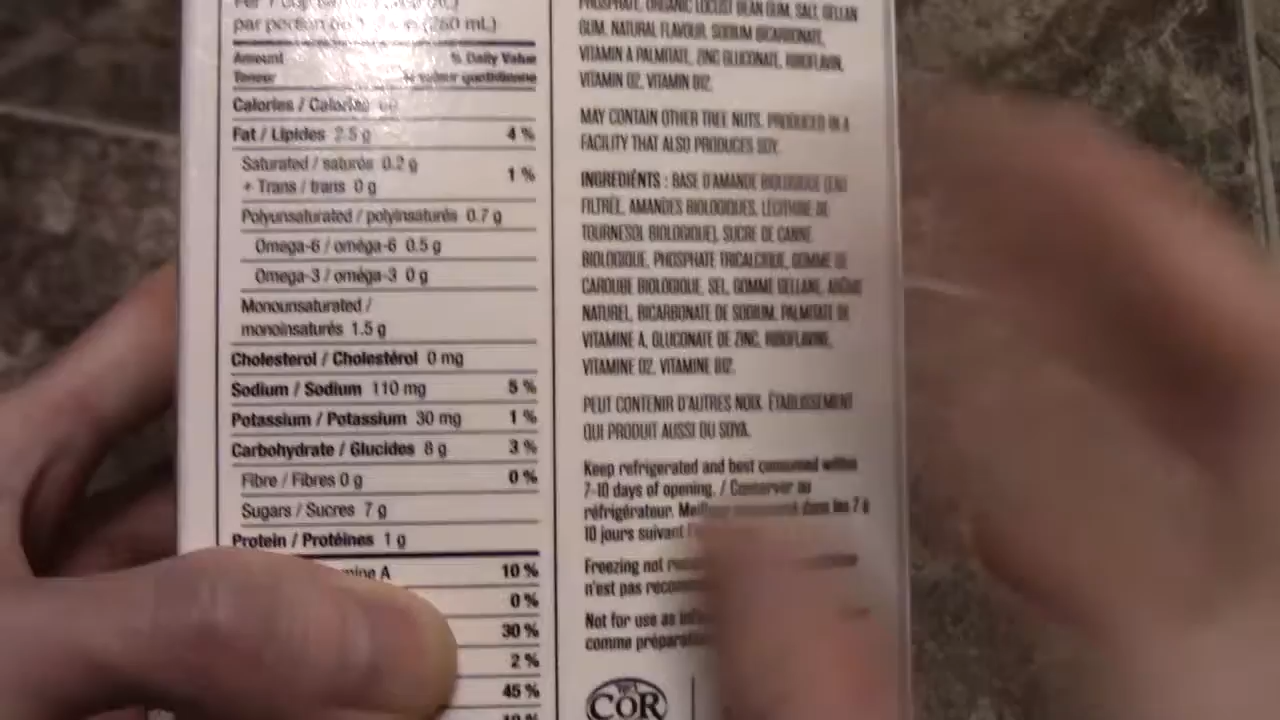 par portion de 1 (260 mL)
Amount % Daily Value
Teneur % valeur quotidienne
Calories / Calories
Fat / Lipides 2.5 g 4 %
Saturated / saturés 0.2 g
+ Trans / trans 0 g 1 %
Polyunsaturated / polyinsaturés 0.7 g
Omega-6 / oméga-6 0.5 g
Omega-3 / oméga-3 0 g
Monounsaturated /
monoinsaturés 1.5 g
Cholesterol / Cholestérol 0 mg
Sodium / Sodium 110 mg 5 %
Potassium / Potassium 30 mg 1 %
Carbohydrate / Glucides 8 g 3 %
Fibre / Fibres 0 g 0 %
Sugars / Sucres 7 g
Protein / Protéines 1 g
mine A 10 %
0 %
30 %
2 %
45 %
PHOSPHATE, ORGANIC LOCUST BEAN GUM, SALT, GELLAN
GUM, NATURAL FLAVOUR, SODIUM BICARBONATE,
VITAMIN A PALMITATE, ZINC GLUCONATE, RIBOFLAVIN,
VITAMIN D2, VITAMIN B12.
MAY CONTAIN OTHER TREE NUTS. PRODUCED IN A
FACILITY THAT ALSO PRODUCES SOY.
INGREDIENTS : BASE D'AMANDE BIOLOGIQUE (EAU
FILTRÉE, AMANDES BIOLOGIQUES, LÉCITHINE DE
TOURNESOL BIOLOGIQUE), SUCRE DE CANNE
BIOLOGIQUE, PHOSPHATE TRICALCIQUE, GOMME DE
CAROUBE BIOLOGIQUE, SEL, GOMME GELLANE, ARÔME
NATUREL, BICARBONATE DE SODIUM, PALMITATE DE
VITAMINE A, GLUCONATE DE ZINC, RIBOFLAVINE,
VITAMINE D2, VITAMINE B12.
PEUT CONTENIR D'AUTRES NOIX. ÉTABLISSEMENT
QUI PRODUIT AUSSI DU SOYA.
Keep refrigerated and best consumed within
7-10 days of opening. / Conserver au
réfrigérateur. dans les 7 à
10 jours suivant
Freezing not
n'est pas
Not for use as
comme
COR